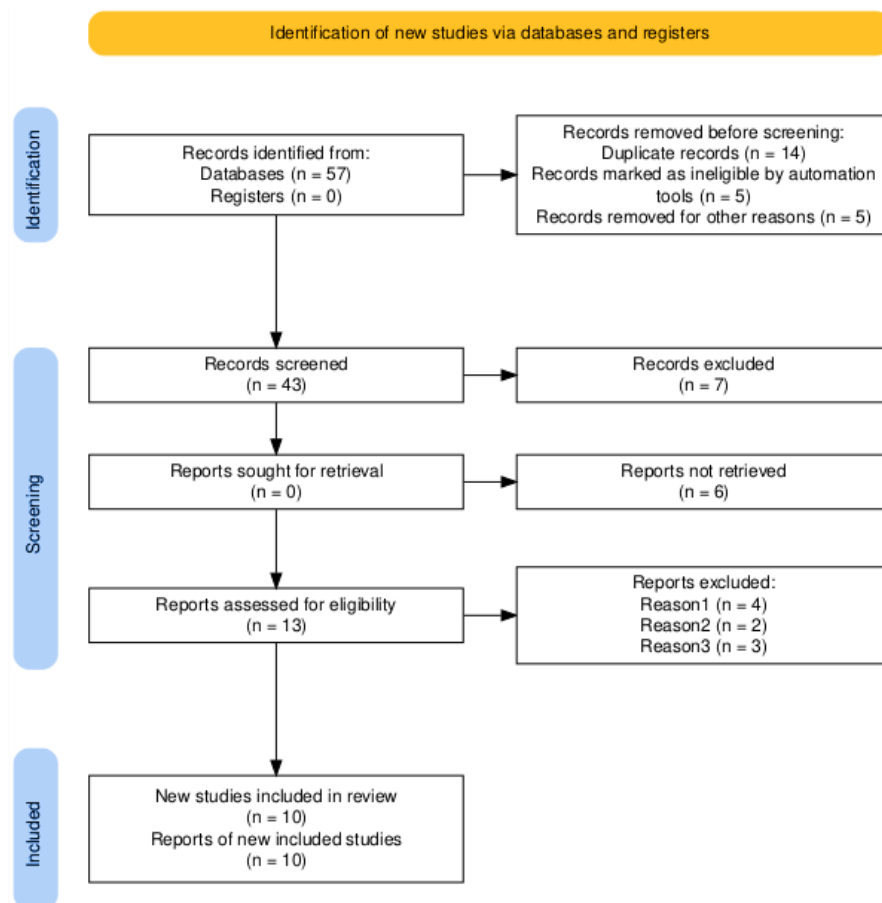 Identification of new studies via databases and registers
Identification
Records identified from:
Databases (n = 57)
Registers (n = 0)
Records removed before screening:
Duplicate records (n = 14)
Records marked as ineligible by automation
tools (n = 5)
Records removed for other reasons (n = 5)
Screening
Records screened
(n = 43)
Records excluded
(n = 7)
Reports sought for retrieval
(n = 0)
Reports not retrieved
(n = 6)
Reports assessed for eligibility
(n = 13)
Reports excluded:
Reason1 (n = 4)
Reason2 (n = 2)
Reason3 (n = 3)
Included
New studies included in review
(n = 10)
Reports of new included studies
(n = 10)